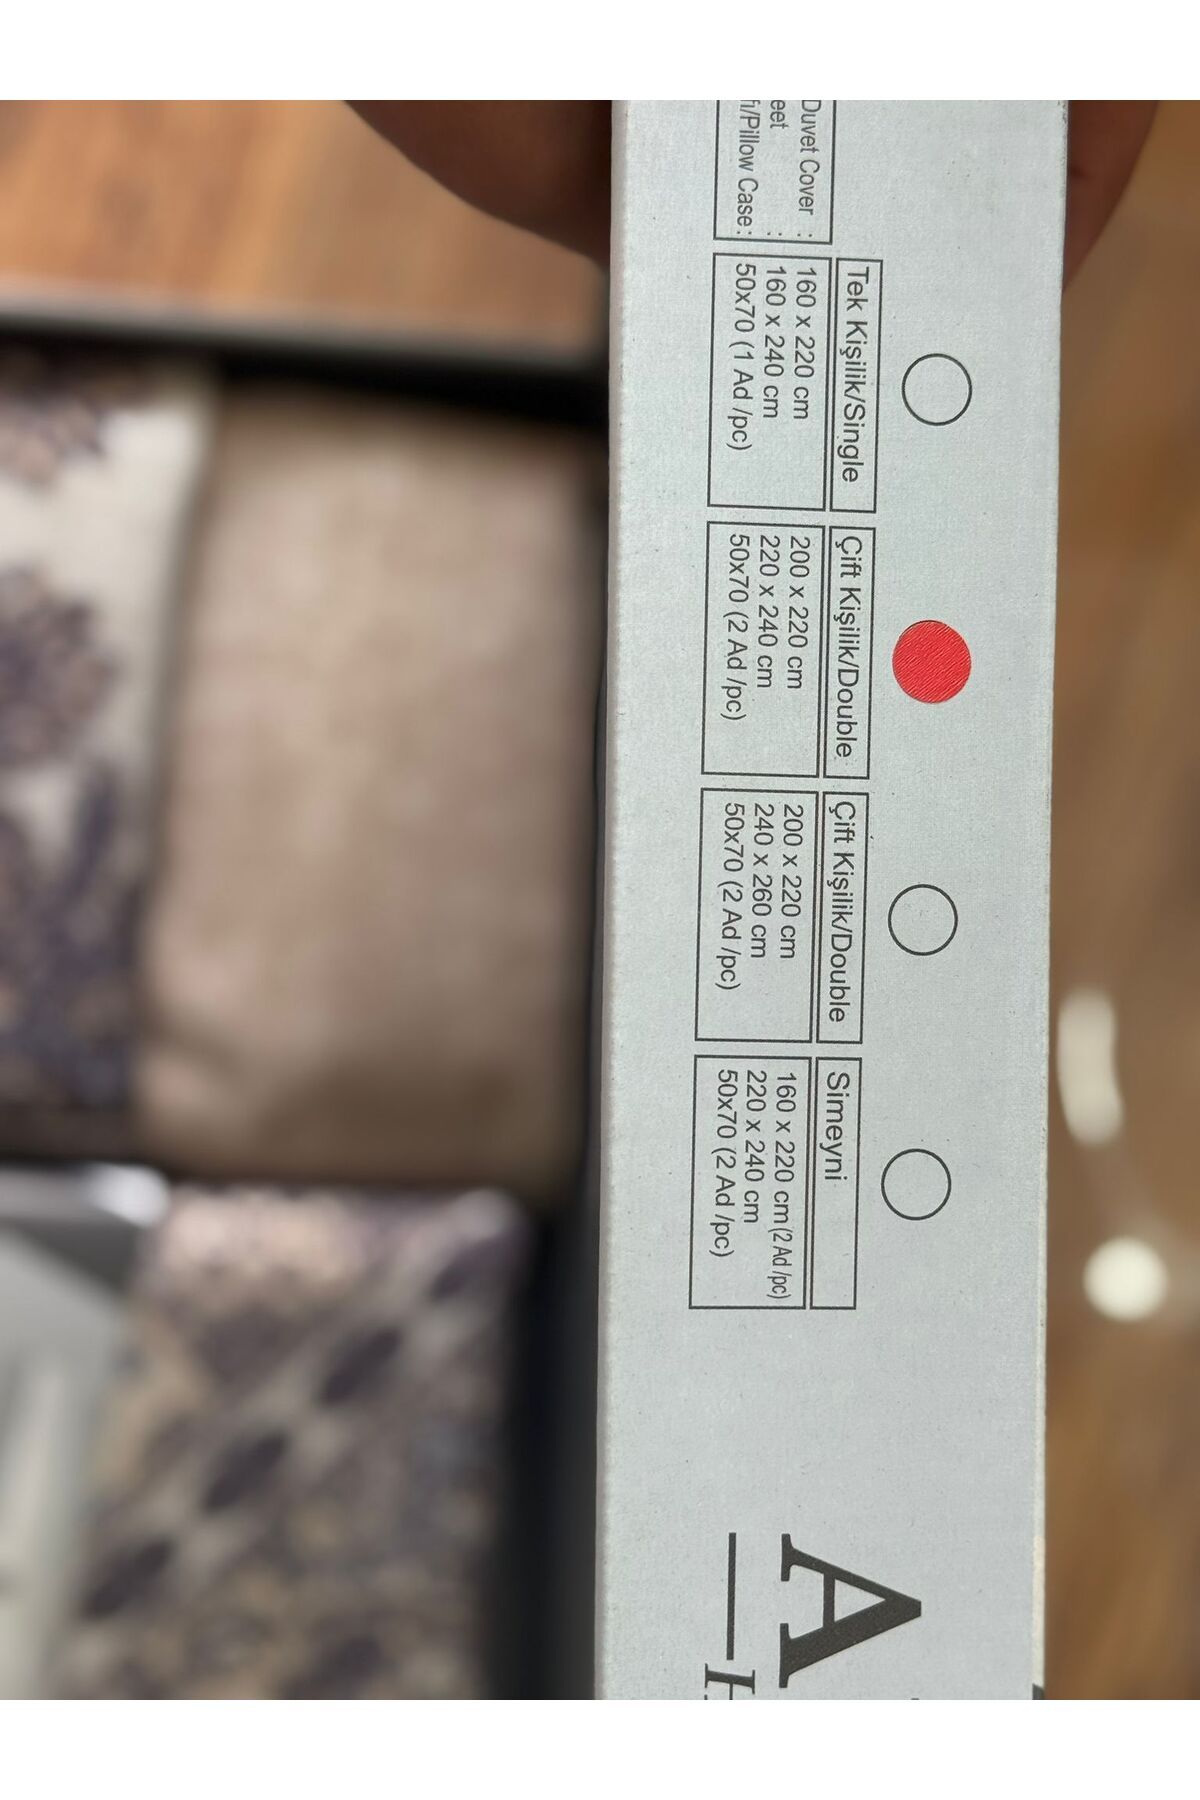 Duvet Cover :
:
Pillow Case:
Tek Kişilik/Single
160 x 220 cm
160 x 240 cm
50x70 (1 Ad /pc)
Çift Kişilik/Double
200 x 220 cm
220 x 240 cm
50x70 (2 Ad /pc)
Çift Kişilik/Double
200 x 220 cm
240 x 260 cm
50x70 (2 Ad /pc)
Simeyni
160 x 220 cm (2 Ad /pc)
220 x 240 cm
50x70 (2 Ad /pc)
A